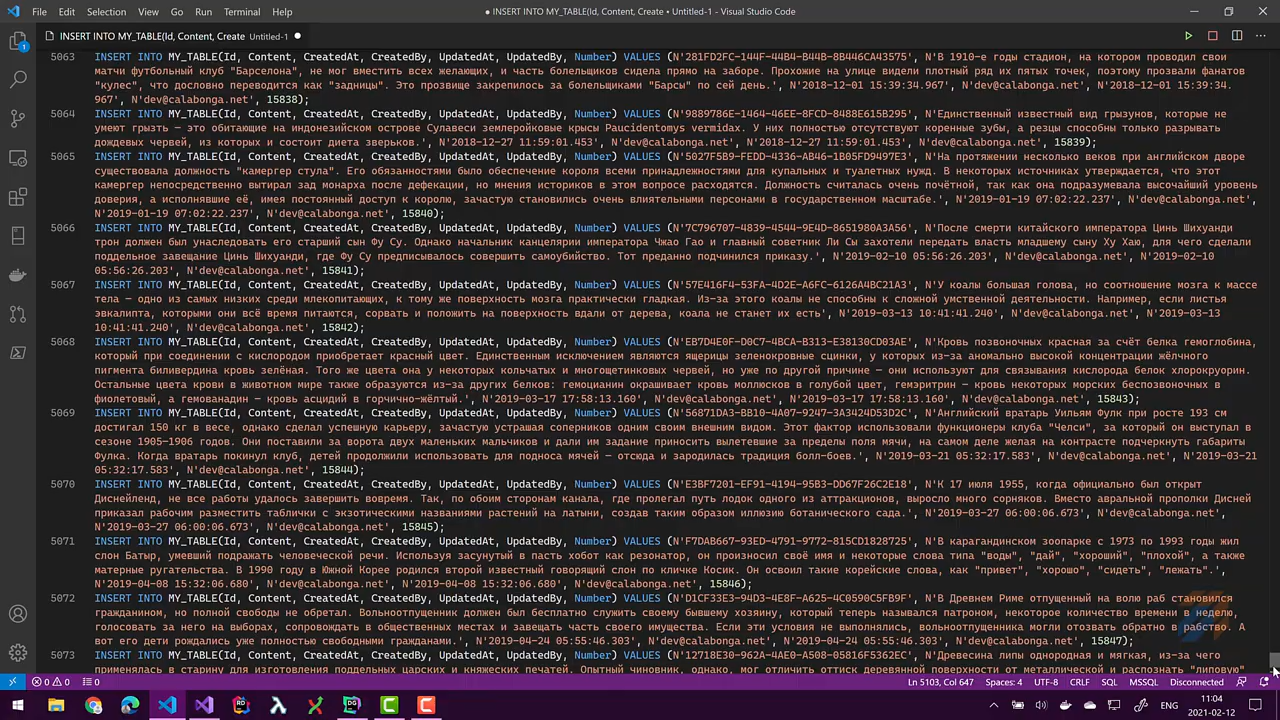 File Edit Selection View Go Run Terminal Help
● INSERT INTO MY_TABLE(Id, Content, Create • Untitled-1 - Visual Studio Code
INSERT INTO MY_TABLE(Id, Content, Create Untitled-1 ●
5063 INSERT INTO MY_TABLE(Id, Content, CreatedAt, CreatedBy, UpdatedAt, UpdatedBy, Number) VALUES (N'281FD2FC-144F-44B4-B44B-8B446CA43575', N'В 1910-е годы стадион, на котором проводил свои
матчи футбольный клуб "Барселона", не мог вместить всех желающих, и часть болельщиков сидела прямо на заборе. Прохожие на улице видели плотный ряд их пятых точек, поэтому прозвали фанатов
"кулес", что дословно переводится как "задницы". Это прозвище закрепилось за болельщиками "Барсы" по сей день.', N'2018-12-01 15:39:34.967', N'dev@calabonga.net', N'2018-12-01 15:39:34.
967', N'dev@calabonga.net', 15838);
5064 INSERT INTO MY_TABLE(Id, Content, CreatedAt, CreatedBy, UpdatedAt, UpdatedBy, Number) VALUES (N'9889786E-1464-46EE-8FCD-8488E615B295', N'Единственный известный вид грызунов, которые не
умеют грызть – это обитающие на индонезийском острове Сулавеси землеройковые крысы Paucidentomys vermidax. У них полностью отсутствуют коренные зубы, а резцы способны только разрывать
дождевых червей, из которых и состоит диета зверьков.', N'2018-12-27 11:59:01.453', N'dev@calabonga.net', N'2018-12-27 11:59:01.453', N'dev@calabonga.net', 15839);
5065 INSERT INTO MY_TABLE(Id, Content, CreatedAt, CreatedBy, UpdatedAt, UpdatedBy, Number) VALUES (N'5027F5B9-FEDD-4336-AB46-1B05FD9497E3', N'На протяжении несколько веков при английском дворе
существовала должность "камергер стула". Его обязанностями было обеспечение короля всеми принадлежностями для купальных и туалетных нужд. В некоторых источниках утверждается, что этот
камергер непосредственно вытирал зад монарха после дефекации, но мнения историков в этом вопросе расходятся. Должность считалась очень почётной, так как она подразумевала высочайший уровень
доверия, а исполнявшие её, имея постоянный доступ к королю, зачастую становились очень влиятельными персонами в государственном масштабе.', N'2019-01-19 07:02:22.237', N'dev@calabonga.net',
N'2019-01-19 07:02:22.237', N'dev@calabonga.net', 15840);
5066 INSERT INTO MY_TABLE(Id, Content, CreatedAt, CreatedBy, UpdatedAt, UpdatedBy, Number) VALUES (N'7C796707-4839-4544-9E4D-8651980A3A56', N'После смерти китайского императора Цинь Шихуанди
трон должен был унаследовать его старший сын Фу Су. Однако начальник канцелярии императора Чжао Гао и главный советник Ли Сы захотели передать власть младшему сыну Ху Хаю, для чего сделали
поддельное завещание Цинь Шихуанди, где Фу Су предписывалось совершить самоубийство. Тот преданно подчинился приказу.', N'2019-02-10 05:56:26.203', N'dev@calabonga.net', N'2019-02-10
05:56:26.203', N'dev@calabonga.net', 15841);
5067 INSERT INTO MY_TABLE(Id, Content, CreatedAt, CreatedBy, UpdatedAt, UpdatedBy, Number) VALUES (N'57E416F4-53FA-4D2E-A6FC-6126A4BC21A3', N'У коалы большая голова, но соотношение мозга к массе
тела – одно из самых низких среди млекопитающих, к тому же поверхность мозга практически гладкая. Из-за этого коалы не способны к сложной умственной деятельности. Например, если листья
эвкалипта, которыми они всё время питаются, сорвать и положить на поверхность вдали от дерева, коала не станет их есть', N'2019-03-13 10:41:41.240', N'dev@calabonga.net', N'2019-03-13
10:41:41.240', N'dev@calabonga.net', 15842);
5068 INSERT INTO MY_TABLE(Id, Content, CreatedAt, CreatedBy, UpdatedAt, UpdatedBy, Number) VALUES (N'EB7D4E0F-D0C7-4BCA-B313-E38130CD03AE', N'Кровь позвоночных красная за счёт белка гемоглобина,
который при соединении с кислородом приобретает красный цвет. Единственным исключением являются ящерицы зеленокровные сцинки, у которых из-за аномально высокой концентрации жёлчного
пигмента биливердина кровь зелёная. Того же цвета она у некоторых кольчатых и многощетинковых червей, но уже по другой причине – они используют для связывания кислорода белок хлорокруорин.
Остальные цвета крови в животном мире также образуются из-за других белков: гемоцианин окрашивает кровь моллюсков в голубой цвет, гемэритрин – кровь некоторых морских беспозвоночных в
фиолетовый, а гемованадин – кровь асцидий в горчично-жёлтый.', N'2019-03-17 17:58:13.160', N'dev@calabonga.net', N'2019-03-17 17:58:13.160', N'dev@calabonga.net', 15843);
5069 INSERT INTO MY_TABLE(Id, Content, CreatedAt, CreatedBy, UpdatedAt, UpdatedBy, Number) VALUES (N'56871DA3-BB10-4A07-9247-3A3424D53D2C', N'Английский вратарь Уильям Фулк при росте 193 см
достигал 150 кг в весе, однако сделал успешную карьеру, зачастую устрашая соперников одним своим внешним видом. Этот фактор использовали функционеры клуба "Челси", за который он выступал в
сезоне 1905-1906 годов. Они поставили за ворота двух маленьких мальчиков и дали им задание приносить вылетевшие за пределы поля мячи, на самом деле желая на контрасте подчеркнуть габариты
Фулка. Когда вратарь покинул клуб, детей продолжили использовать для подноса мячей – отсюда и зародилась традиция болл-боев.', N'2019-03-21 05:32:17.583', N'dev@calabonga.net', N'2019-03-21
05:32:17.583', N'dev@calabonga.net', 15844);
5070 INSERT INTO MY_TABLE(Id, Content, CreatedAt, CreatedBy, UpdatedAt, UpdatedBy, Number) VALUES (N'E3BF7201-EF91-4194-95B3-DD67F26C2E18', N'К 17 июля 1955, когда официально был открыт
Диснейленд, не все работы удалось завершить вовремя. Так, по обоим сторонам канала, где пролегал путь лодок одного из аттракционов, выросло много сорняков. Вместо авральной прополки Дисней
приказал рабочим разместить таблички с экзотическими названиями растений на латыни, создав таким образом иллюзию ботанического сада.', N'2019-03-27 06:00:06.673', N'dev@calabonga.net',
N'2019-03-27 06:00:06.673', N'dev@calabonga.net', 15845);
5071 INSERT INTO MY_TABLE(Id, Content, CreatedAt, CreatedBy, UpdatedAt, UpdatedBy, Number) VALUES (N'F7DAB667-93ED-4791-9772-815CD1828725', N'В карагандинском зоопарке с 1973 по 1993 годы жил
слон Батыр, умевший подражать человеческой речи. Используя засунутый в пасть хобот как резонатор, он произносил своё имя и некоторые слова типа "воды", "дай", "хороший", "плохой", а также
матерные ругательства. В 1990 году в Южной Корее родился второй известный говорящий слон по кличке Косик. Он освоил такие корейские слова, как "привет", "хорошо", "сидеть", "лежать".',
N'2019-04-08 15:32:06.680', N'dev@calabonga.net', N'2019-04-08 15:32:06.680', N'dev@calabonga.net', 15846);
5072 INSERT INTO MY_TABLE(Id, Content, CreatedAt, CreatedBy, UpdatedAt, UpdatedBy, Number) VALUES (N'D1CF33E3-94D3-4E8F-A625-4C0590C5FB9F', N'В Древнем Риме отпущенный на волю раб становился
гражданином, но полной свободы не обретал. Вольноотпущенник должен был бесплатно служить своему бывшему хозяину, который теперь назывался патроном, некоторое количество времени в неделю,
голосовать за него на выборах, сопровождать в общественных местах и завещать часть своего имущества. Если эти условия не выполнялись, вольноотпущенника могли отозвать обратно в рабство. А
вот его дети рождались уже полностью свободными гражданами.', N'2019-04-24 05:55:46.303', N'dev@calabonga.net', N'2019-04-24 05:55:46.303', N'dev@calabonga.net', 15847);
5073 INSERT INTO MY_TABLE(Id, Content, CreatedAt, CreatedBy, UpdatedAt, UpdatedBy, Number) VALUES (N'12718E30-962A-4AE0-A508-05816F5362EC', N'Древесина липы однородная и мягкая, из-за чего
применялась в старину для изготовления поддельных царских и княжеских печатей. Опытный чиновник, однако, мог отличить оттиск деревянной поверхности от металлической и распознать "липовую"
0 0 0 Ln 5103, Col 647 Spaces: 4 UTF-8 CRLF SQL MSSQL Disconnected
ENG 11:04
2021-02-12